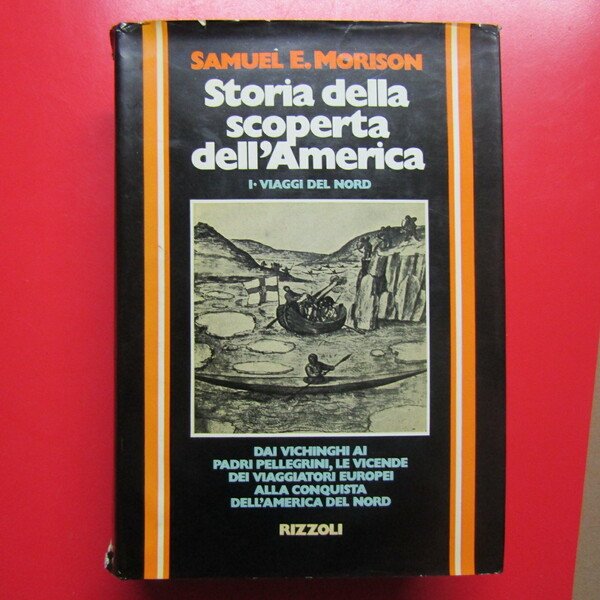 SAMUEL E. MORISON
Storia della
scoperta
dell'America
I • VIAGGI DEL NORD
DAI VICHINGHI AI
PADRI PELLEGRINI, LE VICENDE
DEI VIAGGIATORI EUROPEI
ALLA CONQUISTA
DELL'AMERICA DEL NORD
RIZZOLI